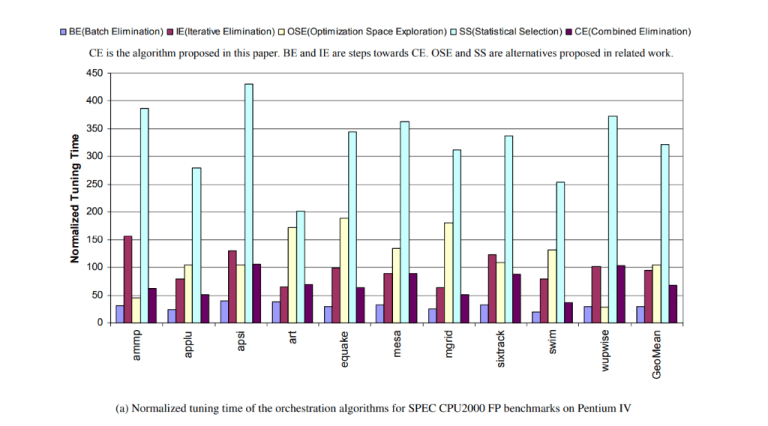 BE(Batch Elimination) IE(Iterative Elimination) OSE(Optimization Space Exploration) SS(Statistical Selection) CE(Combined Elimination)
CE is the algorithm proposed in this paper. BE and IE are steps towards CE. OSE and SS are alternatives proposed in related work.
Normalized Tuning Time
450
400
350
300
250
200
150
100
50
0
ammp
applu
apsi
art
equake
mesa
mgrid
sixtrack
swim
wupwise
GeoMean
(a) Normalized tuning time of the orchestration algorithms for SPEC CPU2000 FP benchmarks on Pentium IV